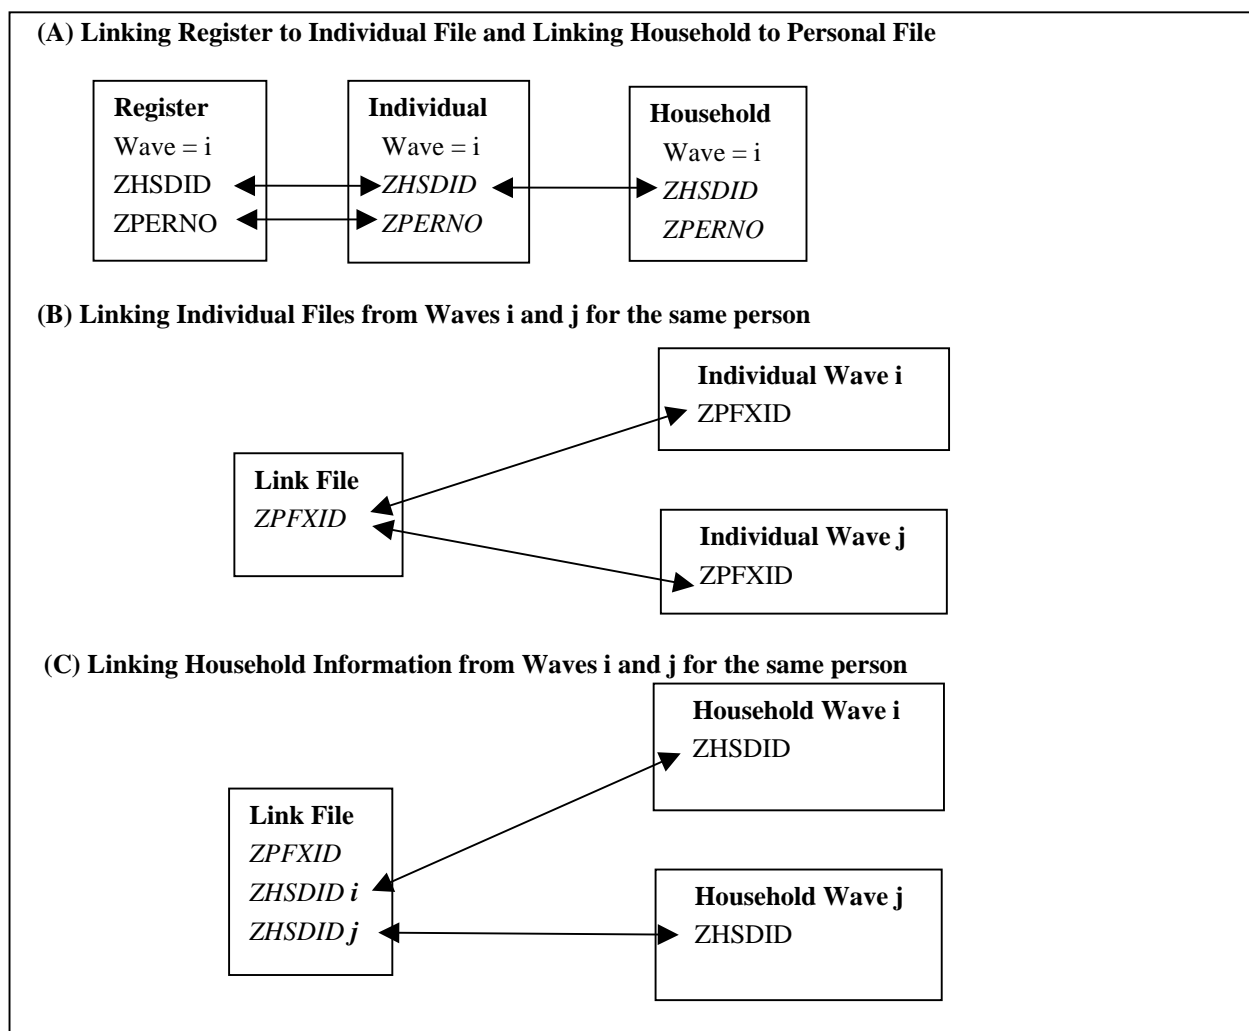 (A) Linking Register to Individual File and Linking Household to Personal File
Register
Wave = i
ZHSDID
ZPERNO
Individual
Wave = i
ZHSDID
ZPERNO
Household
Wave = i
ZHSDID
ZPERNO
(B) Linking Individual Files from Waves i and j for the same person
Link File
ZPFXID
Individual Wave i
ZPFXID
Individual Wave j
ZPFXID
(C) Linking Household Information from Waves i and j for the same person
Link File
ZPFXID
ZHSDID i
ZHSDID j
Household Wave i
ZHSDID
Household Wave j
ZHSDID